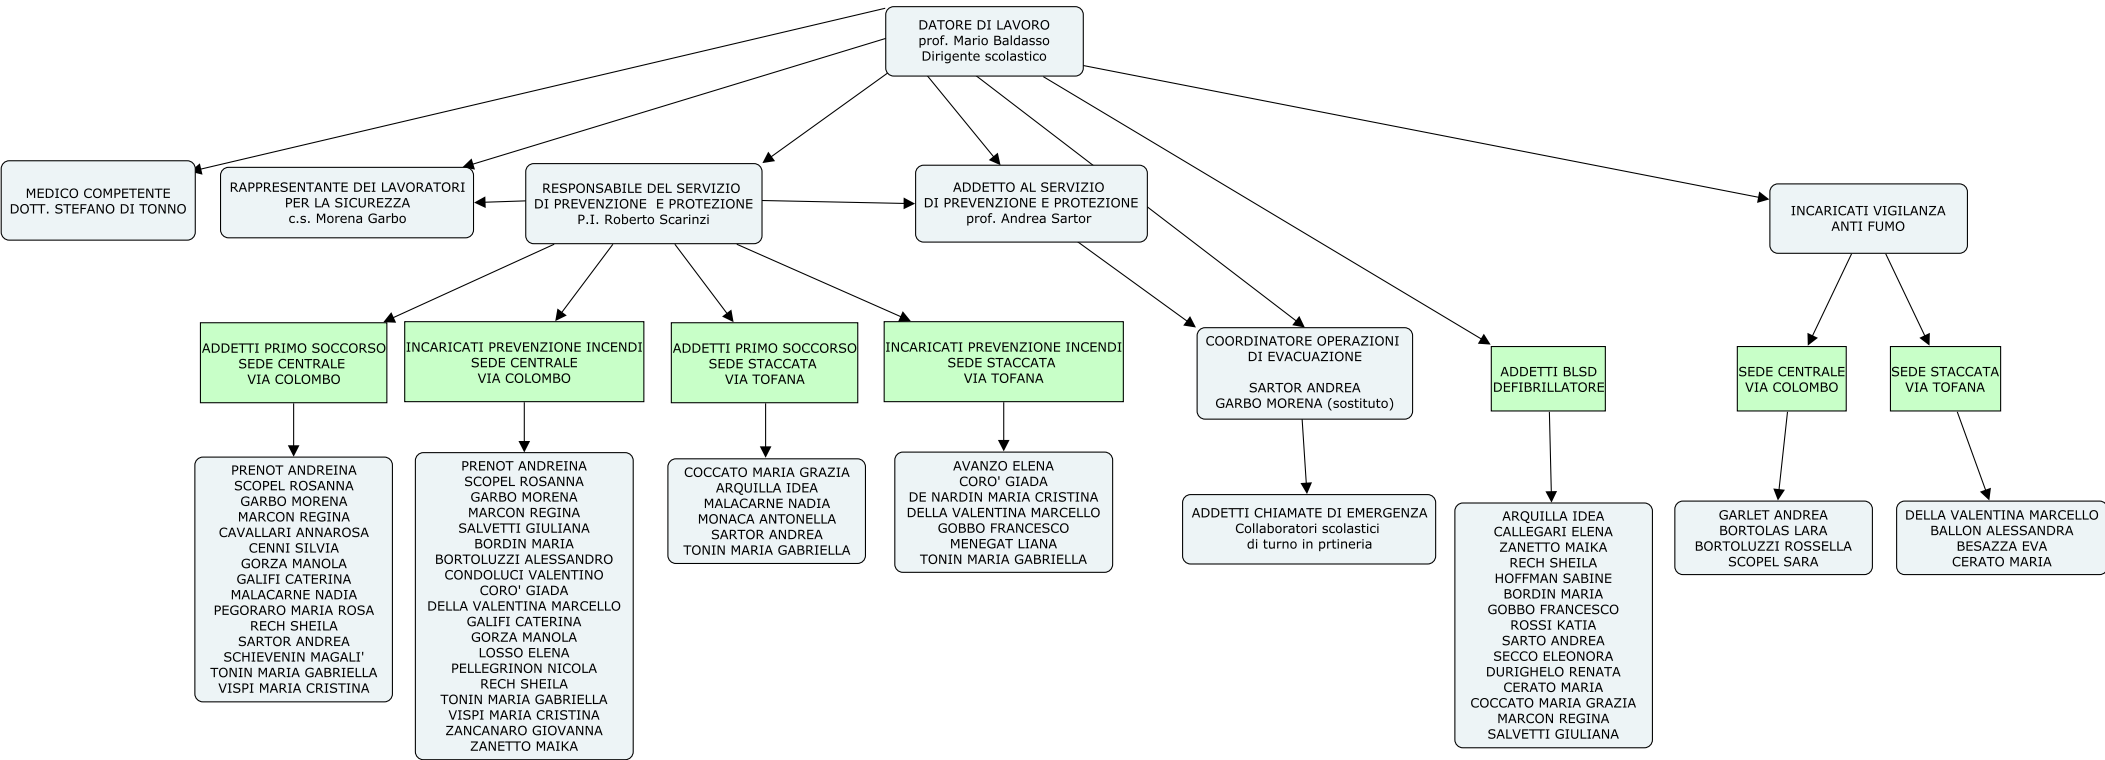 DATORE DI LAVORO
prof. Mario Baldasso
Dirigente scolastico
MEDICO COMPETENTE
DOTT. STEFANO DI TONNO
RAPPRESENTANTE DEI LAVORATORI
PER LA SICUREZZA
c.s. Morena Garbo
RESPONSABILE DEL SERVIZIO
DI PREVENZIONE E PROTEZIONE
P.I. Roberto Scarinzi
ADDETTO AL SERVIZIO
DI PREVENZIONE E PROTEZIONE
prof. Andrea Sartor
INCARICATI VIGILANZA
ANTI FUMO
ADDETTI PRIMO SOCCORSO
SEDE CENTRALE
VIA COLOMBO
INCARICATI PREVENZIONE INCENDI
SEDE CENTRALE
VIA COLOMBO
ADDETTI PRIMO SOCCORSO
SEDE STACCATA
VIA TOFANA
INCARICATI PREVENZIONE INCENDI
SEDE STACCATA
VIA TOFANA
COORDINATORE OPERAZIONI
DI EVACUAZIONE
SARTOR ANDREA
GARBO MORENA (sostituto)
ADDETTI BLSD
DEFIBRILLATORE
SEDE CENTRALE
VIA COLOMBO
SEDE STACCATA
VIA TOFANA
PRENOT ANDREINA
SCOPEL ROSANNA
GARBO MORENA
MARCON REGINA
CAVALLARI ANNAROSA
CENNI SILVIA
GORZA MANOLA
GALIFI CATERINA
MALACARNE NADIA
PEGORARO MARIA ROSA
RECH SHEILA
SARTOR ANDREA
SCHIEVENIN MAGALI'
TONIN MARIA GABRIELLA
VISPI MARIA CRISTINA
PRENOT ANDREINA
SCOPEL ROSANNA
GARBO MORENA
MARCON REGINA
SALVETTI GIULIANA
BORDIN MARIA
BORTOLUZZI ALESSANDRO
CONDOLUCI VALENTINO
CORO' GIADA
DELLA VALENTINA MARCELLO
GALIFI CATERINA
GORZA MANOLA
LOSSO ELENA
PELLEGRINON NICOLA
RECH SHEILA
TONIN MARIA GABRIELLA
VISPI MARIA CRISTINA
ZANCANARO GIOVANNA
ZANETTO MAIKA
COCCATO MARIA GRAZIA
ARQUILLA IDEA
MALACARNE NADIA
MONACA ANTONELLA
SARTOR ANDREA
TONIN MARIA GABRIELLA
AVANZO ELENA
CORO' GIADA
DE NARDIN MARIA CRISTINA
DELLA VALENTINA MARCELLO
GOBBO FRANCESCO
MENEGAT LIANA
TONIN MARIA GABRIELLA
ADDETTI CHIAMATE DI EMERGENZA
Collaboratori scolastici
di turno in prtineria
ARQUILLA IDEA
CALLEGARI ELENA
ZANETTO MAIKA
RECH SHEILA
HOFFMAN SABINE
BORDIN MARIA
GOBBO FRANCESCO
ROSSI KATIA
SARTO ANDREA
SECCO ELEONORA
DURIGHELO RENATA
CERATO MARIA
COCCATO MARIA GRAZIA
MARCON REGINA
SALVETTI GIULIANA
GARLET ANDREA
BORTOLAS LARA
BORTOLUZZI ROSSELLA
SCOPEL SARA
DELLA VALENTINA MARCELLO
BALLON ALESSANDRA
BESAZZA EVA
CERATO MARIA